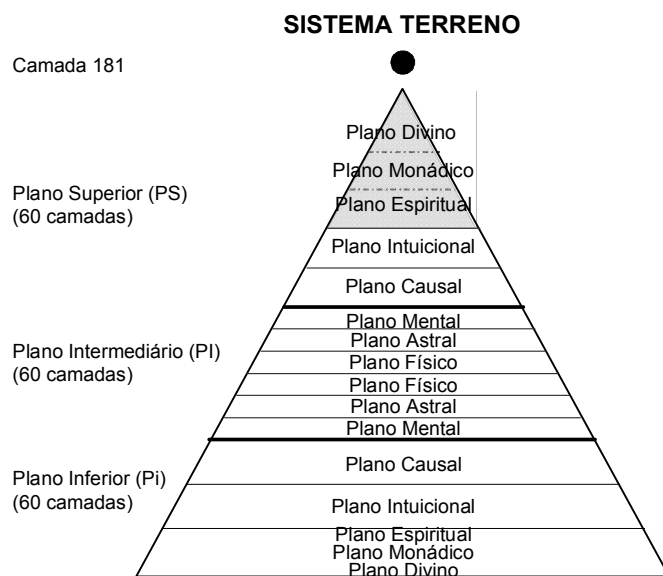 SISTEMA TERRENO
Camada 181
Plano Divino
Plano Monádico
Plano Superior (PS)
(60 camadas)
Plano Espiritual
Plano Intuicional
Plano Causal
Plano Mental
Plano Astral
Plano Intermediário (PI)
(60 camadas)
Plano Físico
Plano Físico
Plano Astral
Plano Mental
Plano Causal
Plano Inferior (Pi)
(60 camadas)
Plano Intuicional
Plano Espiritual
Plano Monádico
Plano Divino